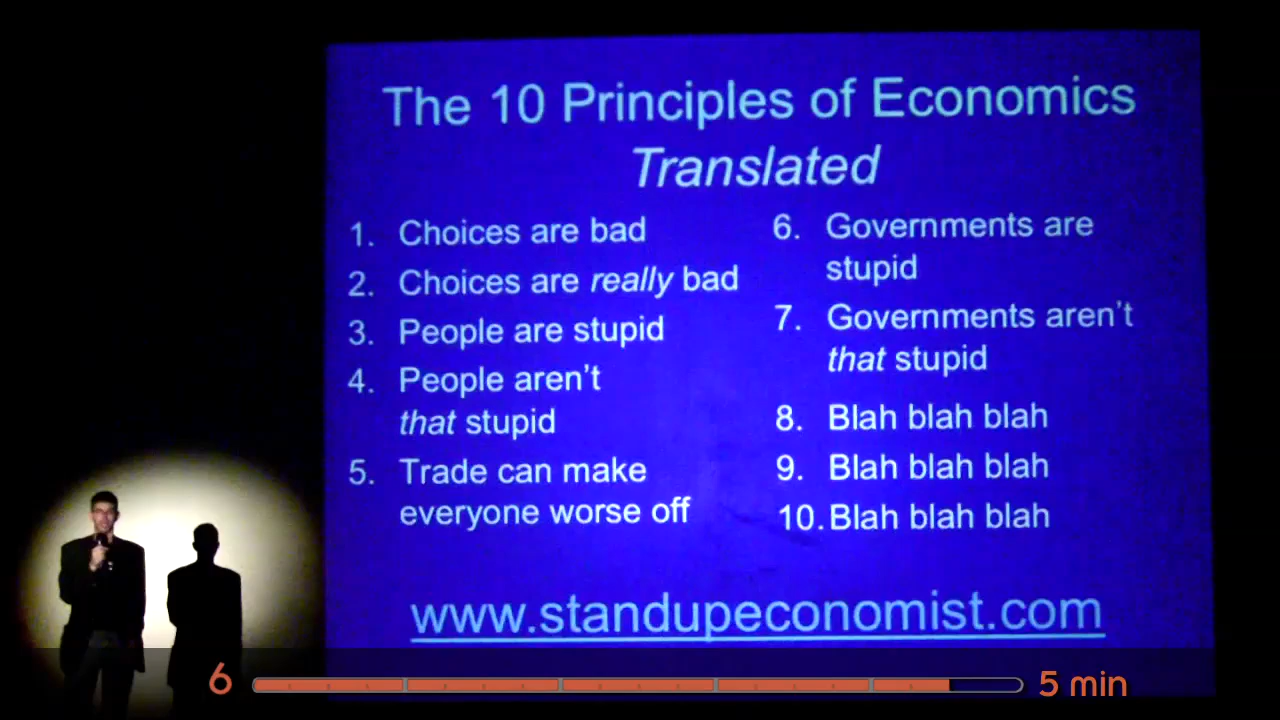 The 10 Principles of Economics
Translated
1. Choices are bad
2. Choices are really bad
3. People are stupid
4. People aren't
that stupid
5. Trade can make
everyone worse off
6. Governments are
stupid
7. Governments aren't
that stupid
8. Blah blah blah
9. Blah blah blah
10. Blah blah blah
www.standupeconomist.com
6
5 min